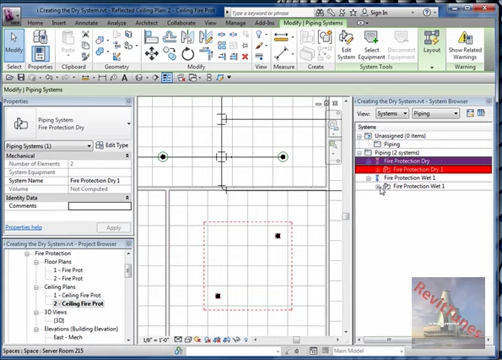 i Creating the Dry System.rvt - Reflected Ceiling Plan: 2 - Ceiling Fire Prot
Type a keyword or phrase
Sign In
Home Systems Insert Annotate Analyze Architect Collaborate View Manage Add-Ins Modify | Piping Systems
Modify
Edit System
Select Equipment
Disconnect Equipment
Layout
Show Related Warnings
Select Properties Clipboard Geometry Modify View Measure Create System Tools Warning
Modify | Piping Systems
Properties
Piping System
Fire Protection Dry
Piping Systems (1)
Edit Type
Mechanical
Number of Elements 2
System Equipment
System Name Fire Protection Dry 1
Volume Not Computed
Identity Data
Comments
Properties help
Apply
i Creating the Dry System.rvt - Project Browser
Fire Protection
Floor Plans
1 - Fire Prot
2 - Fire Prot
Ceiling Plans
1 - Ceiling Fire Prot
2 - Ceiling Fire Prot
3D Views
{3D}
Elevations (Building Elevation)
East - Mech
1/8" = 1'-0"
i Creating the Dry System.rvt - System Browser
View: Systems Piping
Systems
Unassigned (0 items)
Piping
Piping (2 systems)
Fire Protection Dry
Fire Protection Dry 1
Fire Protection Wet
Fire Protection Wet 1
Spaces : Space : Server Room 215
:0
Main Model